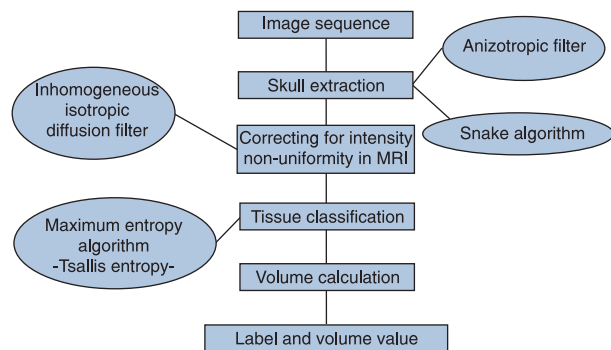 Image sequence
Anizotropic filter
Skull extraction
Inhomogeneous
isotropic
diffusion filter
Snake algorithm
Correcting for intensity
non-uniformity in MRI
Tissue classification
Maximum entropy
algorithm
-Tsallis entropy-
Volume calculation
Label and volume value